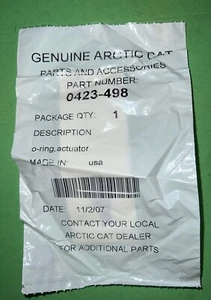 GENUINE ARCTIC CAT
PARTS AND ACCESSORIES
PART NUMBER:
0423-498
PACKAGE QTY: 1
DESCRIPTION
o-ring,actuator
MADE IN: usa
DATE: 11/2/07
CONTACT YOUR LOCAL
ARCTIC CAT DEALER
FOR ADDITIONAL PARTS